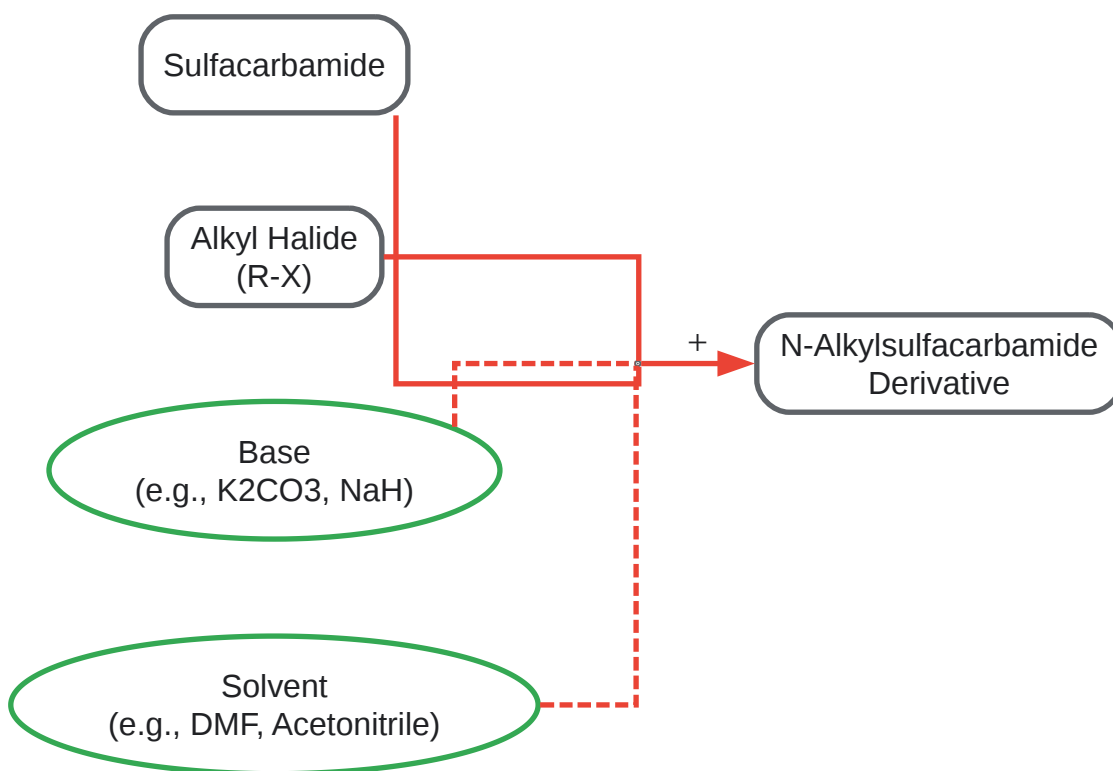 Sulfacarbamide
Alkyl Halide
(R-X)
+
N-Alkylsulfacarbamide
Derivative
Base
(e.g., K2CO3, NaH)
Solvent
(e.g., DMF, Acetonitrile)